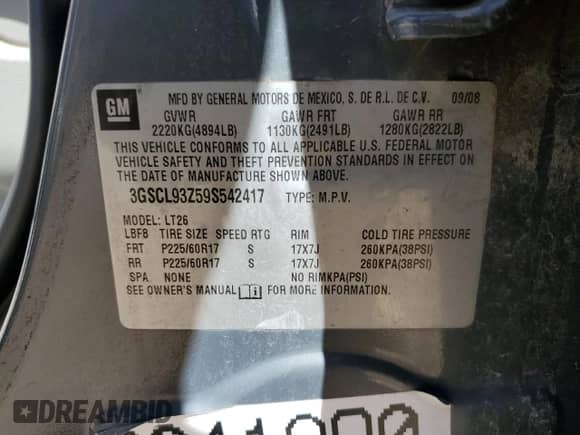 GM
MFD BY GENERAL MOTORS DE MEXICO, S. DE R.L. DE C.V. 09/08
GVWR GAWR FRT GAWR RR
2220KG(4894LB) 1130KG(2491LB) 1280KG(2822LB)
THIS VEHICLE CONFORMS TO ALL APPLICABLE U.S. FEDERAL MOTOR
VEHICLE SAFETY AND THEFT PREVENTION STANDARDS IN EFFECT ON
THE DATE OF MANUFACTURE SHOWN ABOVE.
3GSCL93Z59S542417 TYPE: M.P.V.
MODEL: LT26
LBFB TIRE SIZE SPEED RTG RIM COLD TIRE PRESSURE
FRT P225/60R17 S 17X7J 260KPA(38PSI)
RR P225/60R17 S 17X7J 260KPA(38PSI)
SPA NONE NO RIMKPA(PSI)
SEE OWNER'S MANUAL FOR MORE INFORMATION.
DREAMBID